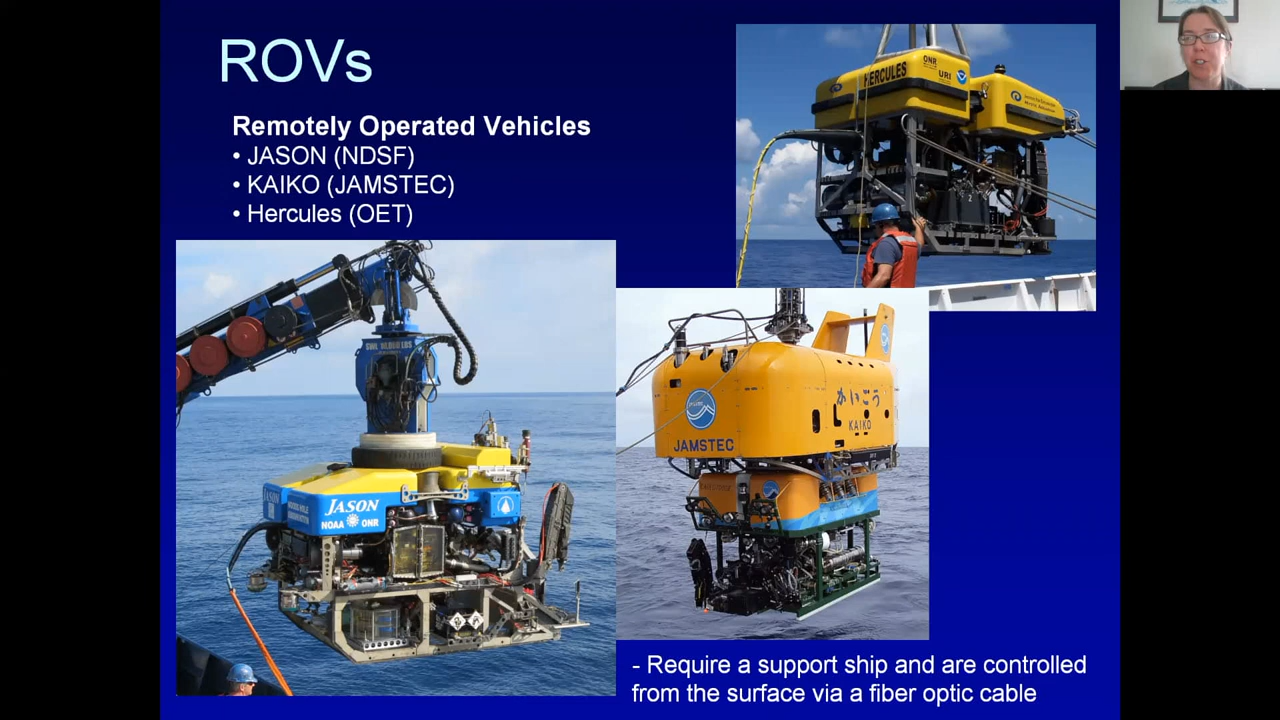 ROVs
Remotely Operated Vehicles
• JASON (NDSF)
• KAIKO (JAMSTEC)
• Hercules (OET)
HERCULES
ONR
URI
JASON
NOAA ONR
かいこう
KAIKO
JAMSTEC
- Require a support ship and are controlled
from the surface via a fiber optic cable